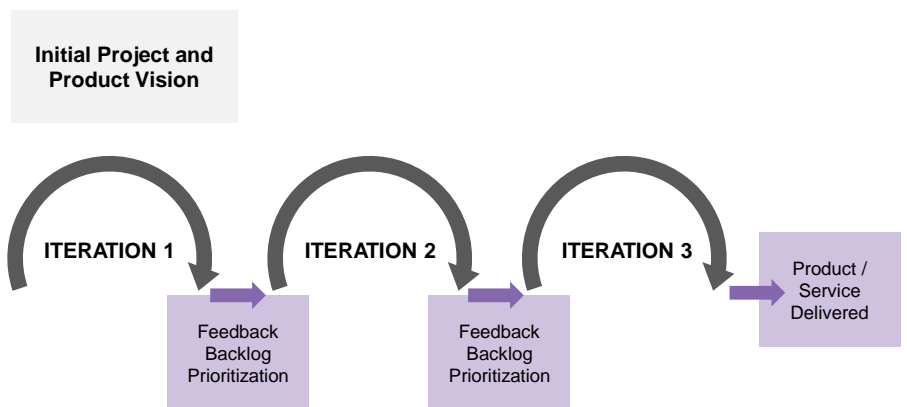 Initial Project and
Product Vision
ITERATION 1
ITERATION 2
ITERATION 3
Product /
Service
Delivered
Feedback
Backlog
Prioritization
Feedback
Backlog
Prioritization